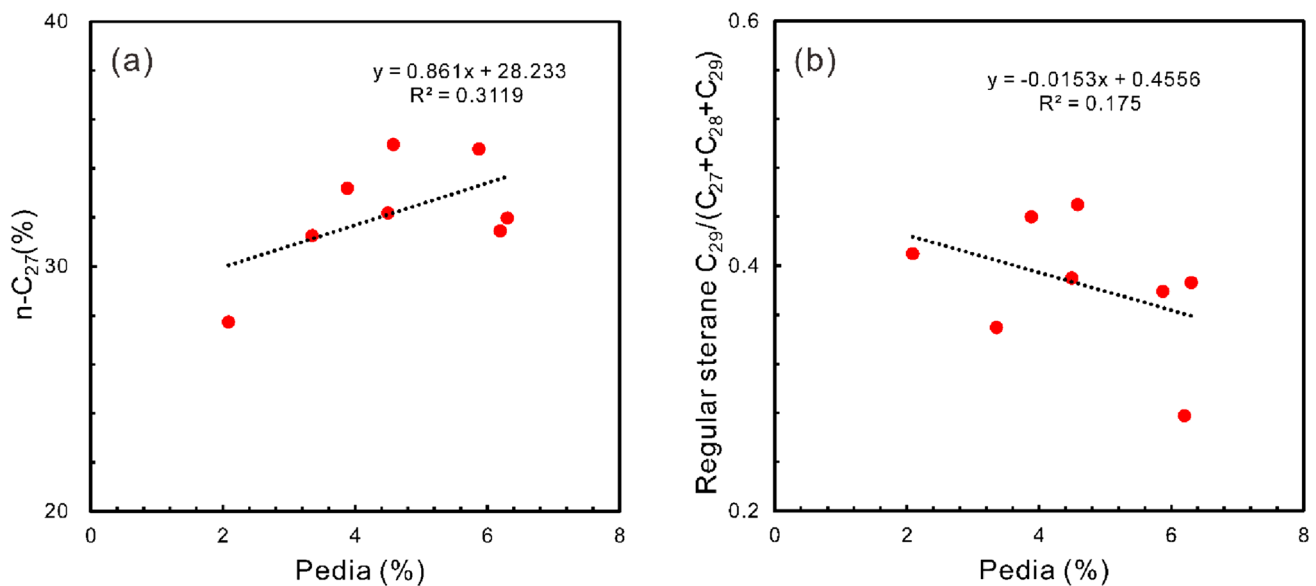 (a)
y = 0.861x + 28.233
R² = 0.3119
n-C₂₇(%)
40
30
20
0
2
4
6
8
Pedia (%)
(b)
y = -0.0153x + 0.4556
R² = 0.175
Regular sterane C₂₉/(C₂₇+C₂₈+C₂₉)
0.6
0.4
0.2
0
2
4
6
8
Pedia (%)